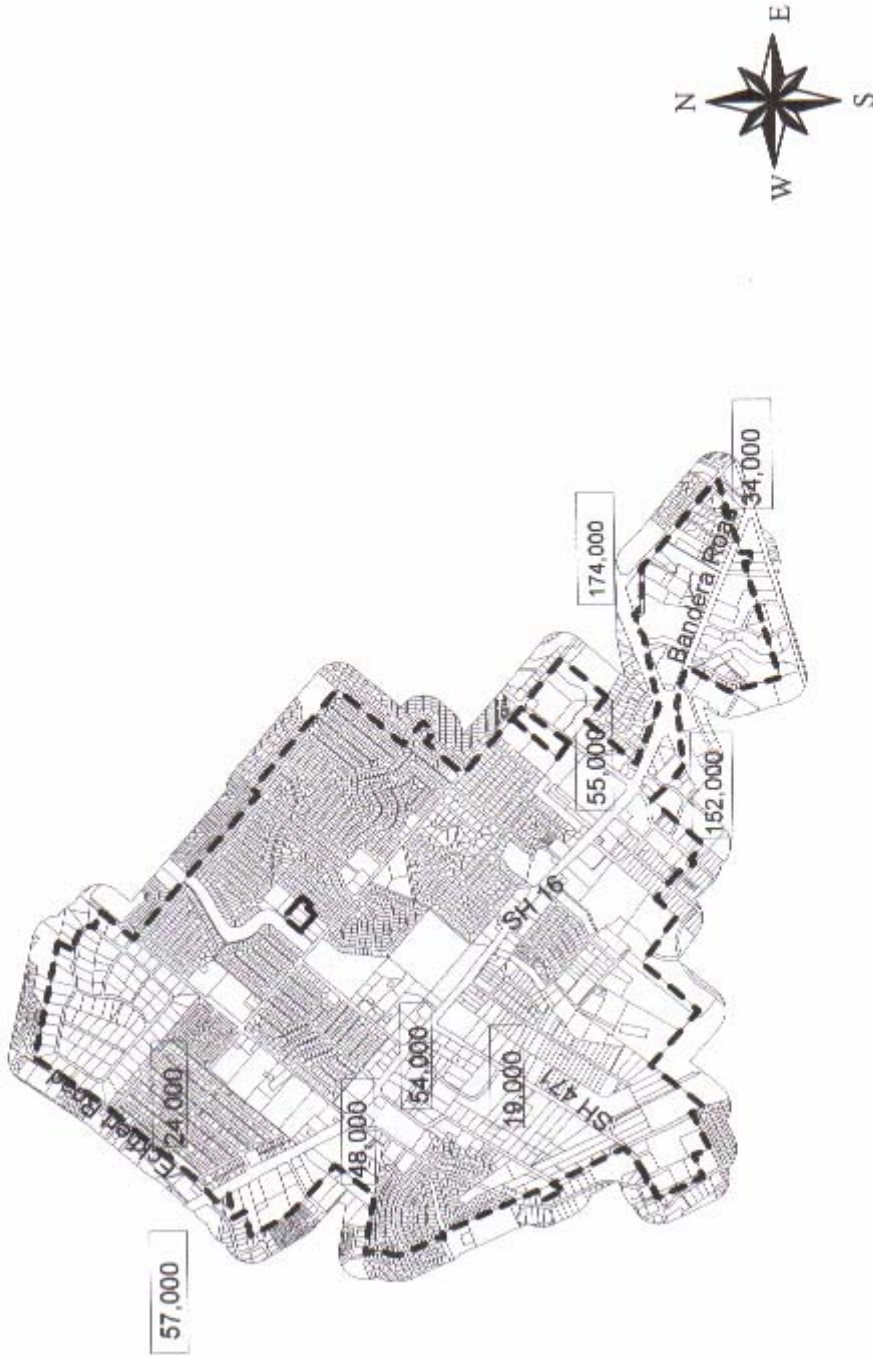 57,000
Eckhert Road
24,000
48,000
54,000
19,000
SH 471
SH 16
55,000
152,000
174,000
Bandera Road
34,000
N
W
E
S